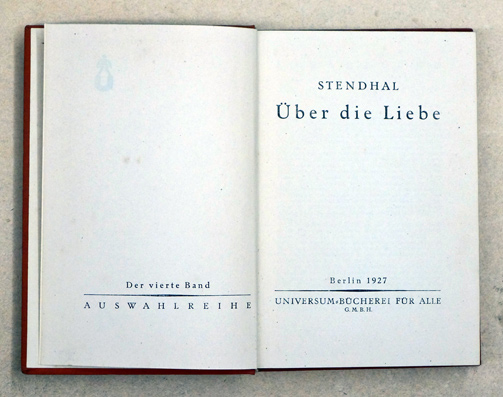 Der vierte Band
AUSWAHLREIHE
STENDHAL
Über die Liebe
Berlin 1927
UNIVERSUM-BÜCHEREI FÜR ALLE
G.M.B.H.